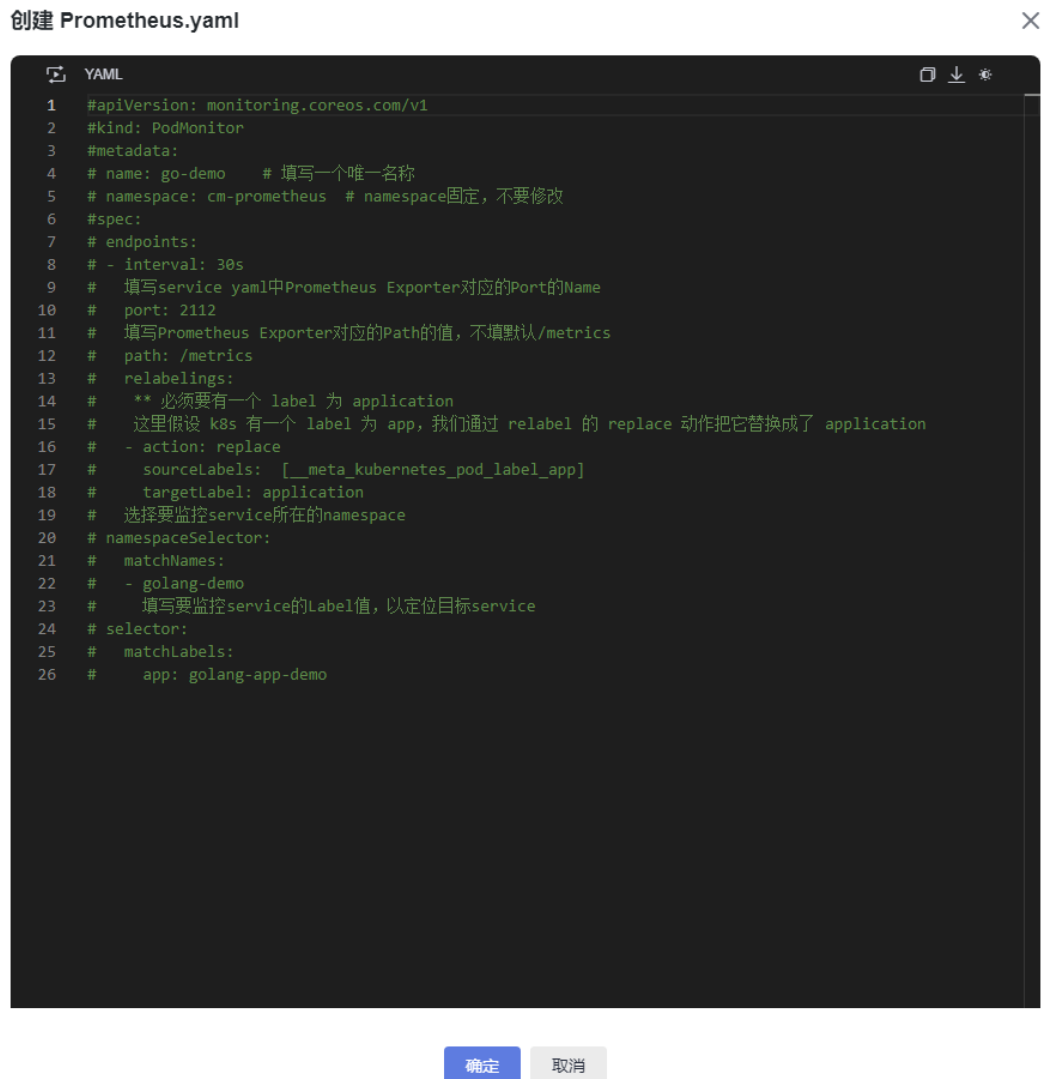 创建 Prometheus.yaml
YAML
1 #apiVersion: monitoring.coreos.com/v1
2 #kind: PodMonitor
3 #metadata:
4 # name: go-demo    # 填写一个唯一名称
5 # namespace: cm-prometheus  # namespace固定，不要修改
6 #spec:
7 # endpoints:
8 # - interval: 30s
9 #   填写service yaml中Prometheus Exporter对应的Port的Name
10 #   port: 2112
11 #   填写Prometheus Exporter对应的Path的值，不填默认/metrics
12 #   path: /metrics
13 #   relabelings:
14 #    ** 必须要有一个 label 为 application
15 #    这里假设 k8s 有一个 label 为 app，我们通过 relabel 的 replace 动作把它替换成了 application
16 #   - action: replace
17 #     sourceLabels:  [__meta_kubernetes_pod_label_app]
18 #     targetLabel: application
19 #   选择要监控service所在的namespace
20 # namespaceSelector:
21 #   matchNames:
22 #   - golang-demo
23 #     填写要监控service的Label值，以定位目标service
24 # selector:
25 #   matchLabels:
26 #     app: golang-app-demo
确定 取消